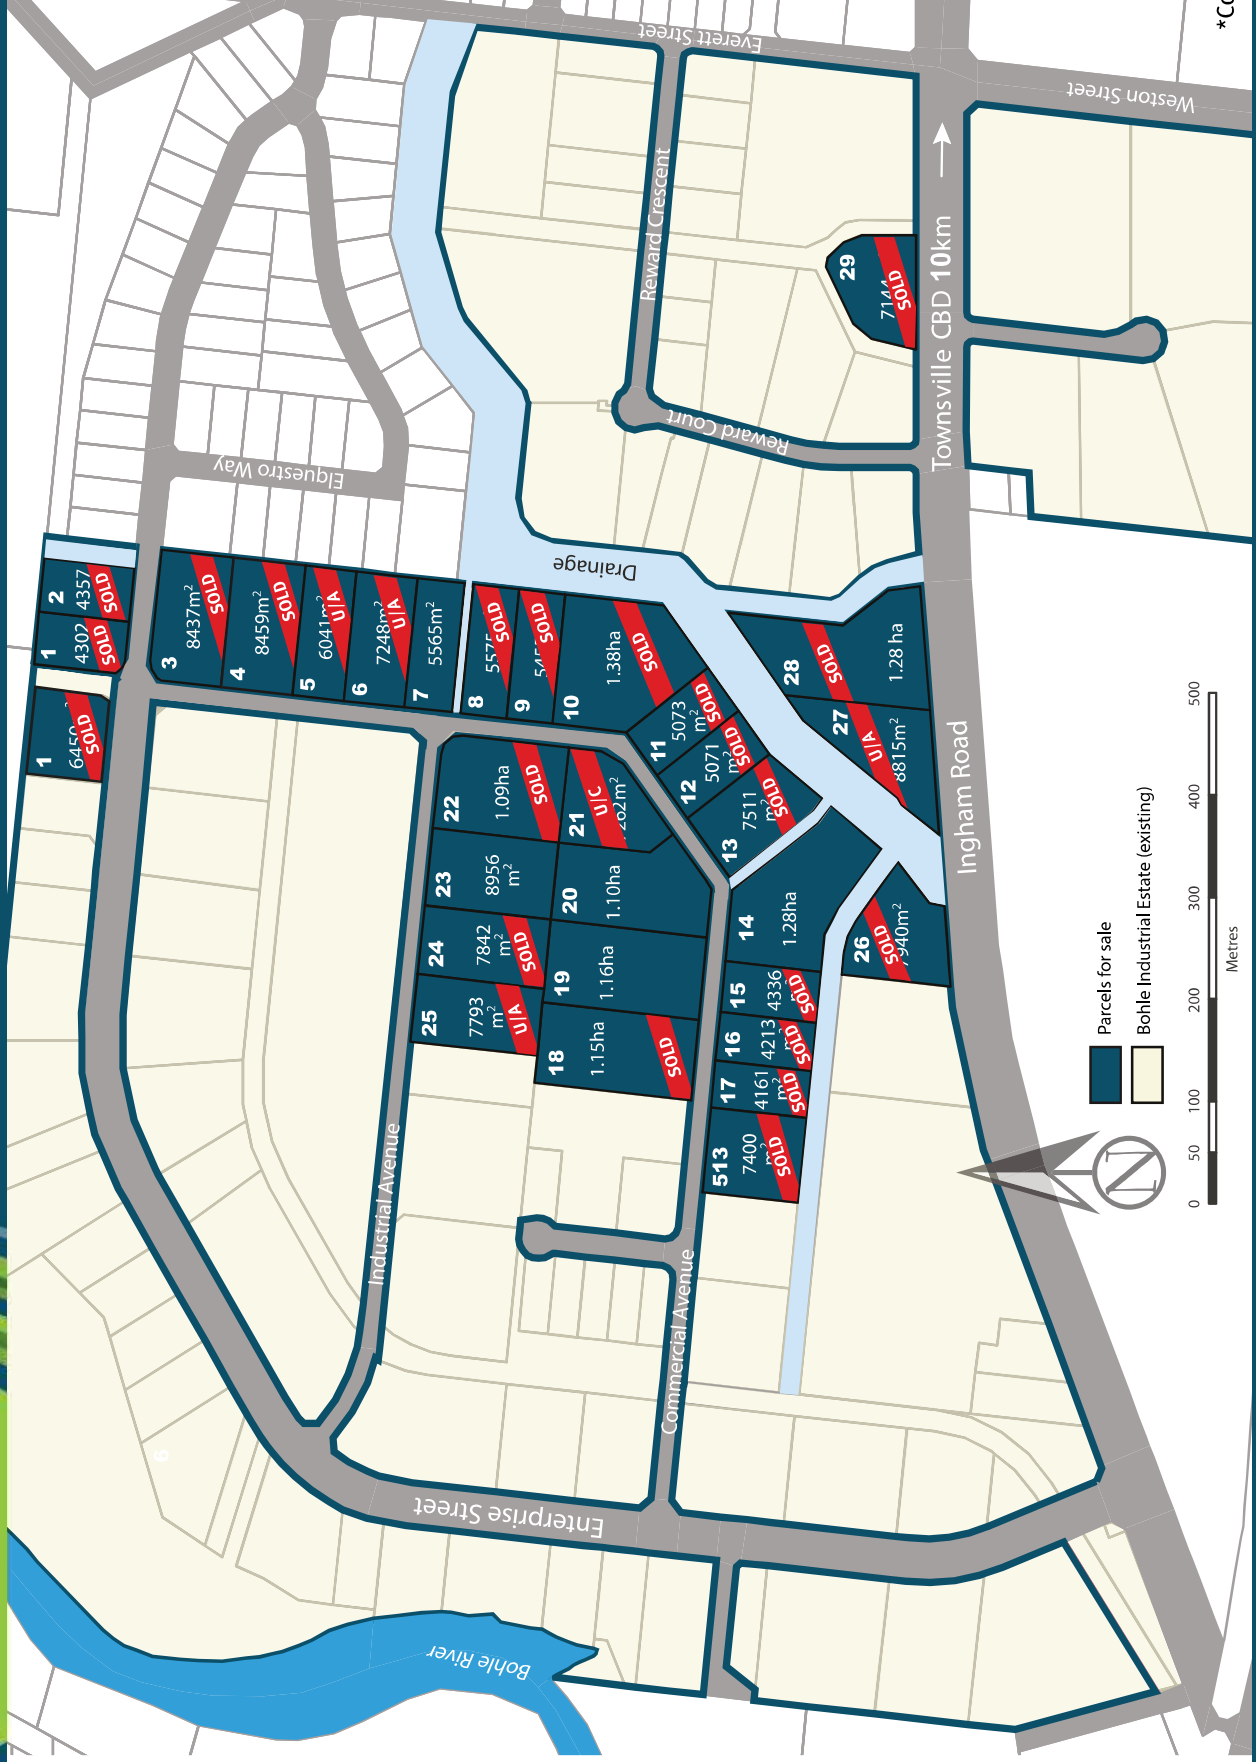 *Co
Everett Street
Weston Street
Reward Crescent
Townsville CBD 10km
Reward Court
Elquestro Way
Drainage
Ingham Road
Industrial Avenue
Commercial Avenue
Enterprise Street
Bohle River
6
1
SOLD
1
4302
SOLD
2
4357
SOLD
3
8437m²
SOLD
4
8459m²
SOLD
5
6041m²
U/A
6
7248m²
U/A
7
5565m²
8
SOLD
9
SOLD
10
1.38ha
SOLD
11
5073
m²
SOLD
12
5071
m²
SOLD
13
7511
m²
SOLD
14
1.28ha
15
4336
SOLD
16
4213
SOLD
17
4161
m²
SOLD
513
7400
m²
SOLD
18
1.15ha
SOLD
19
1.16ha
20
1.10ha
21
U/C
262m²
22
1.09ha
SOLD
23
8956
m²
24
7842
m²
SOLD
25
7793
m²
U/A
26
7940m²
SOLD
27
U/A
8815m²
28
SOLD
1.28 ha
29
7144
SOLD
Parcels for sale
Bohle Industrial Estate (existing)
N
0 50 100 200 300 400 500
Metres